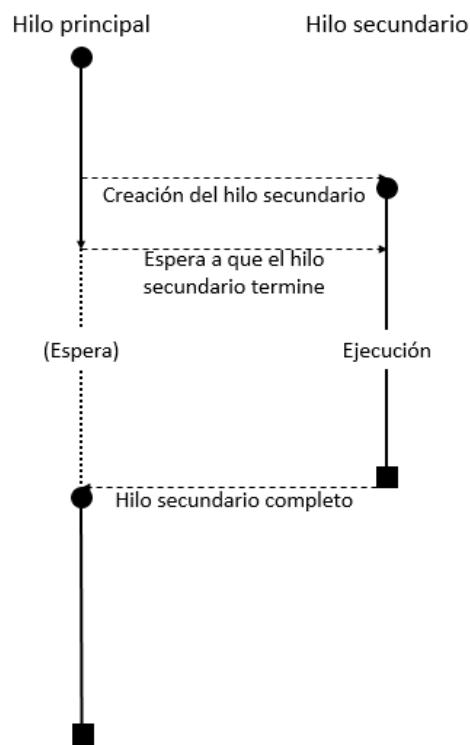 Hilo principal
Hilo secundario
Creación del hilo secundario
Espera a que el hilo
secundario termine
(Espera)
Ejecución
Hilo secundario completo